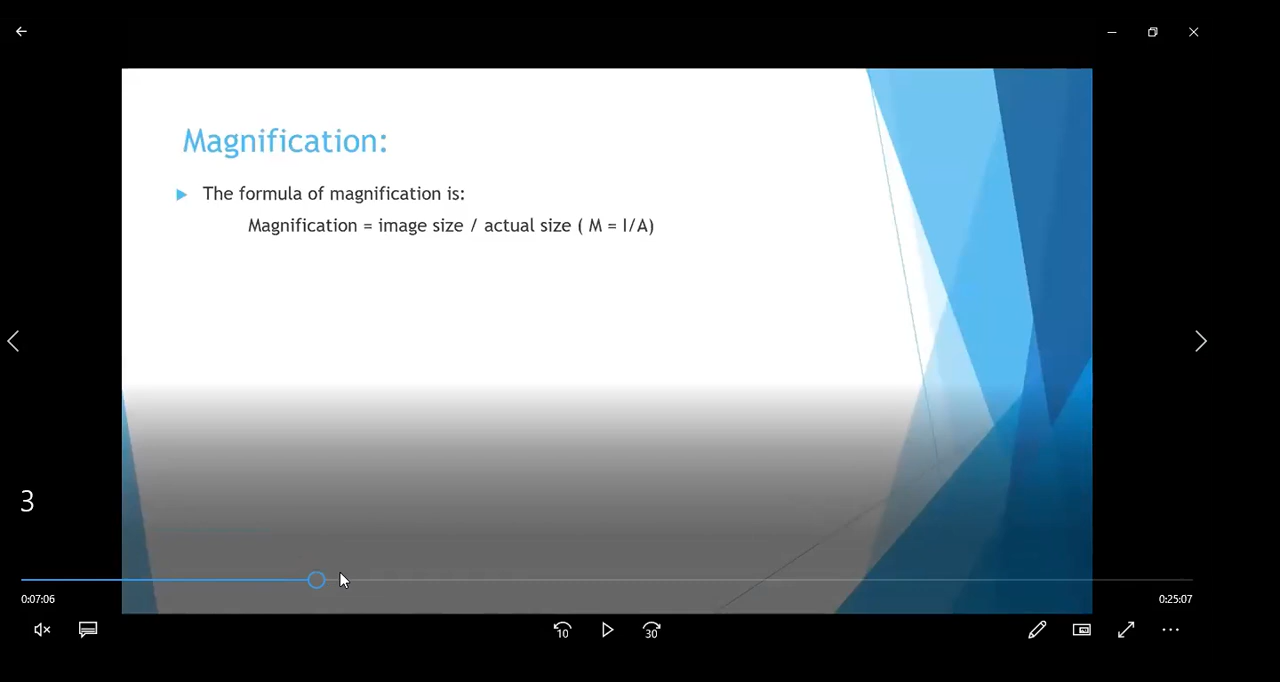 Magnification:
The formula of magnification is:
Magnification = image size / actual size ( M = I/A)
3
0:07:06
0:25:07
10
30